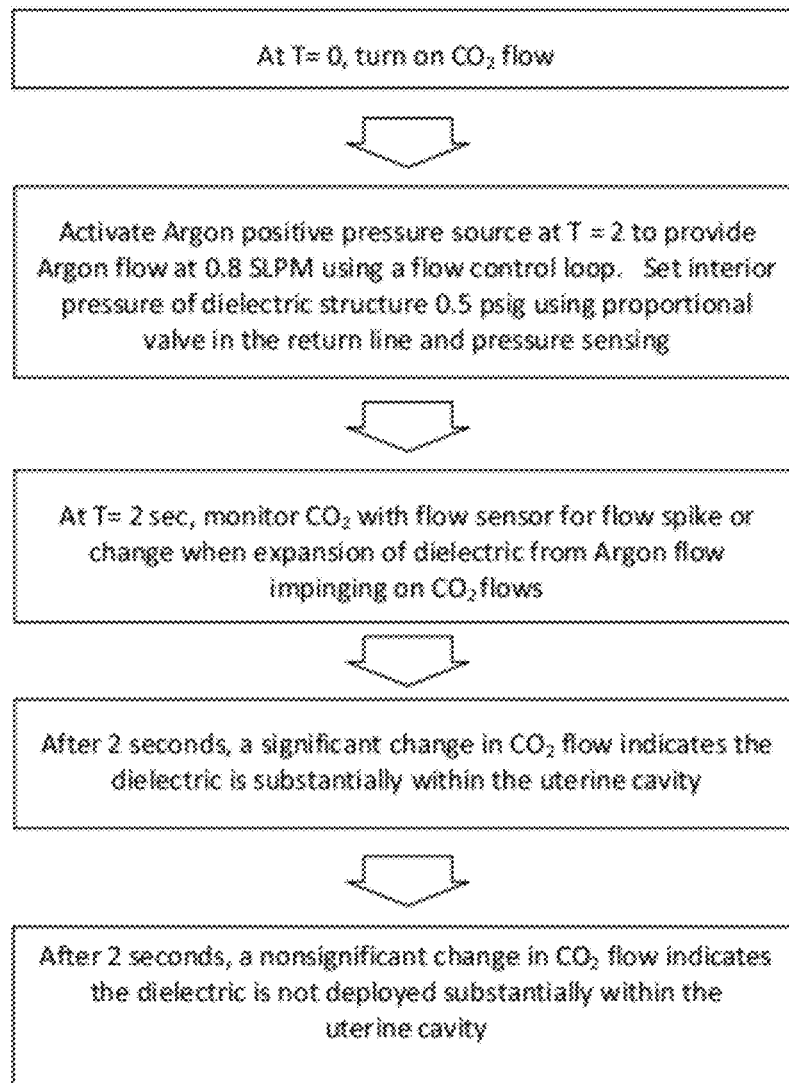 At T= 0, turn on CO₂ flow
Activate Argon positive pressure source at T = 2 to provide
Argon flow at 0.8 SLPM using a flow control loop. Set interior
pressure of dielectric structure 0.5 psig using proportional
valve in the return line and pressure sensing
At T= 2 sec, monitor CO₂ with flow sensor for flow spike or
change when expansion of dielectric from Argon flow
impinging on CO₂ flows
After 2 seconds, a significant change in CO₂ flow indicates the
dielectric is substantially within the uterine cavity
After 2 seconds, a nonsignificant change in CO₂ flow indicates
the dielectric is not deployed substantially within the
uterine cavity